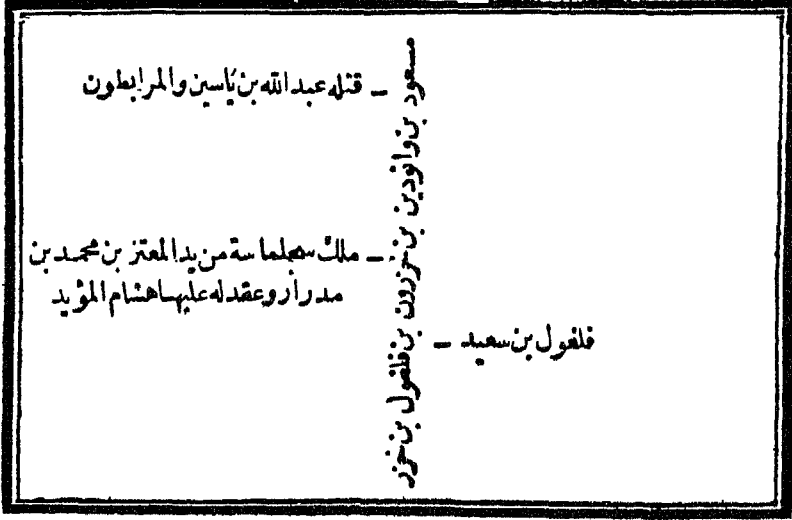 مسعود بن وانودين بن خزرون بن فلفول بن خزر
– قتله عبد الله بن ياسين والمرابطون
– ملك سجلماسة من يد المعتز بن محمد بن
مدرار وعقد له عليها هشام المؤيد
فلفول بن سعيد –